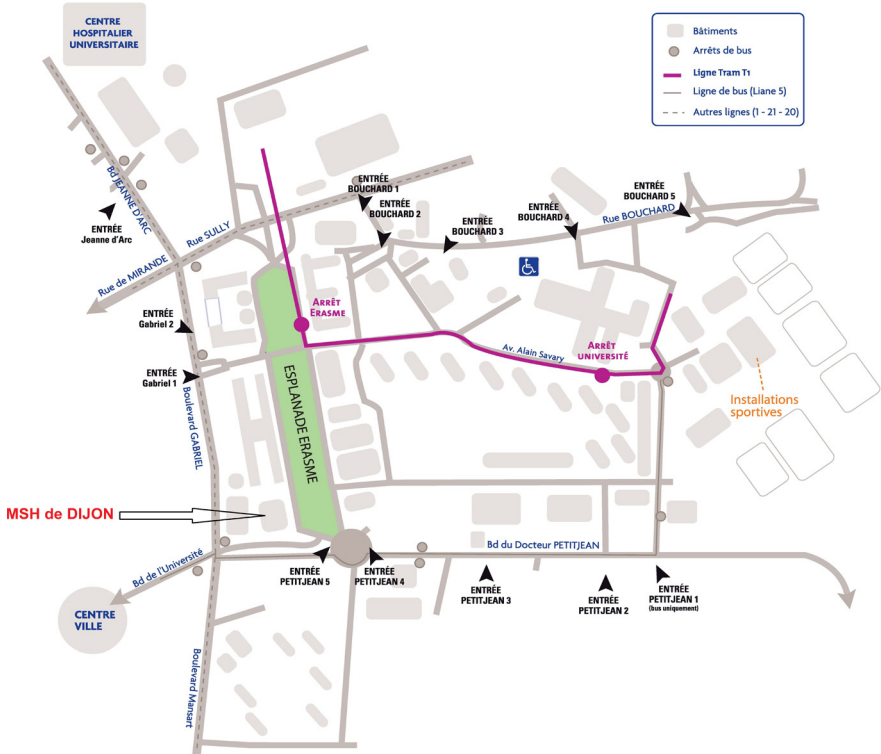 CENTRE
HOSPITALIER
UNIVERSITAIRE
Bâtiments
Arrêts de bus
Ligne Tram T1
Ligne de bus (Liane 5)
Autres lignes (1 - 21 - 20)
Bd JEANNE D'ARC
ENTRÉE
Jeanne d'Arc
Rue SULLY
Rue de MIRANDE
ENTRÉE
BOUCHARD 1
ENTRÉE
BOUCHARD 2
ENTRÉE
BOUCHARD 3
ENTRÉE
BOUCHARD 4
ENTRÉE
BOUCHARD 5
Rue BOUCHARD
ENTRÉE
Gabriel 2
ENTRÉE
Gabriel 1
Boulevard GABRIEL
ARRÊT
ERASME
Av. Alain Savary
ARRÊT
UNIVERSITÉ
Installations
sportives
ESPLANADE ERASME
MSH de DIJON
Bd de l'Université
CENTRE
VILLE
Boulevard Mansart
Bd du Docteur PETITJEAN
ENTRÉE
PETITJEAN 5
ENTRÉE
PETITJEAN 4
ENTRÉE
PETITJEAN 3
ENTRÉE
PETITJEAN 2
ENTRÉE
PETITJEAN 1
(bus uniquement)